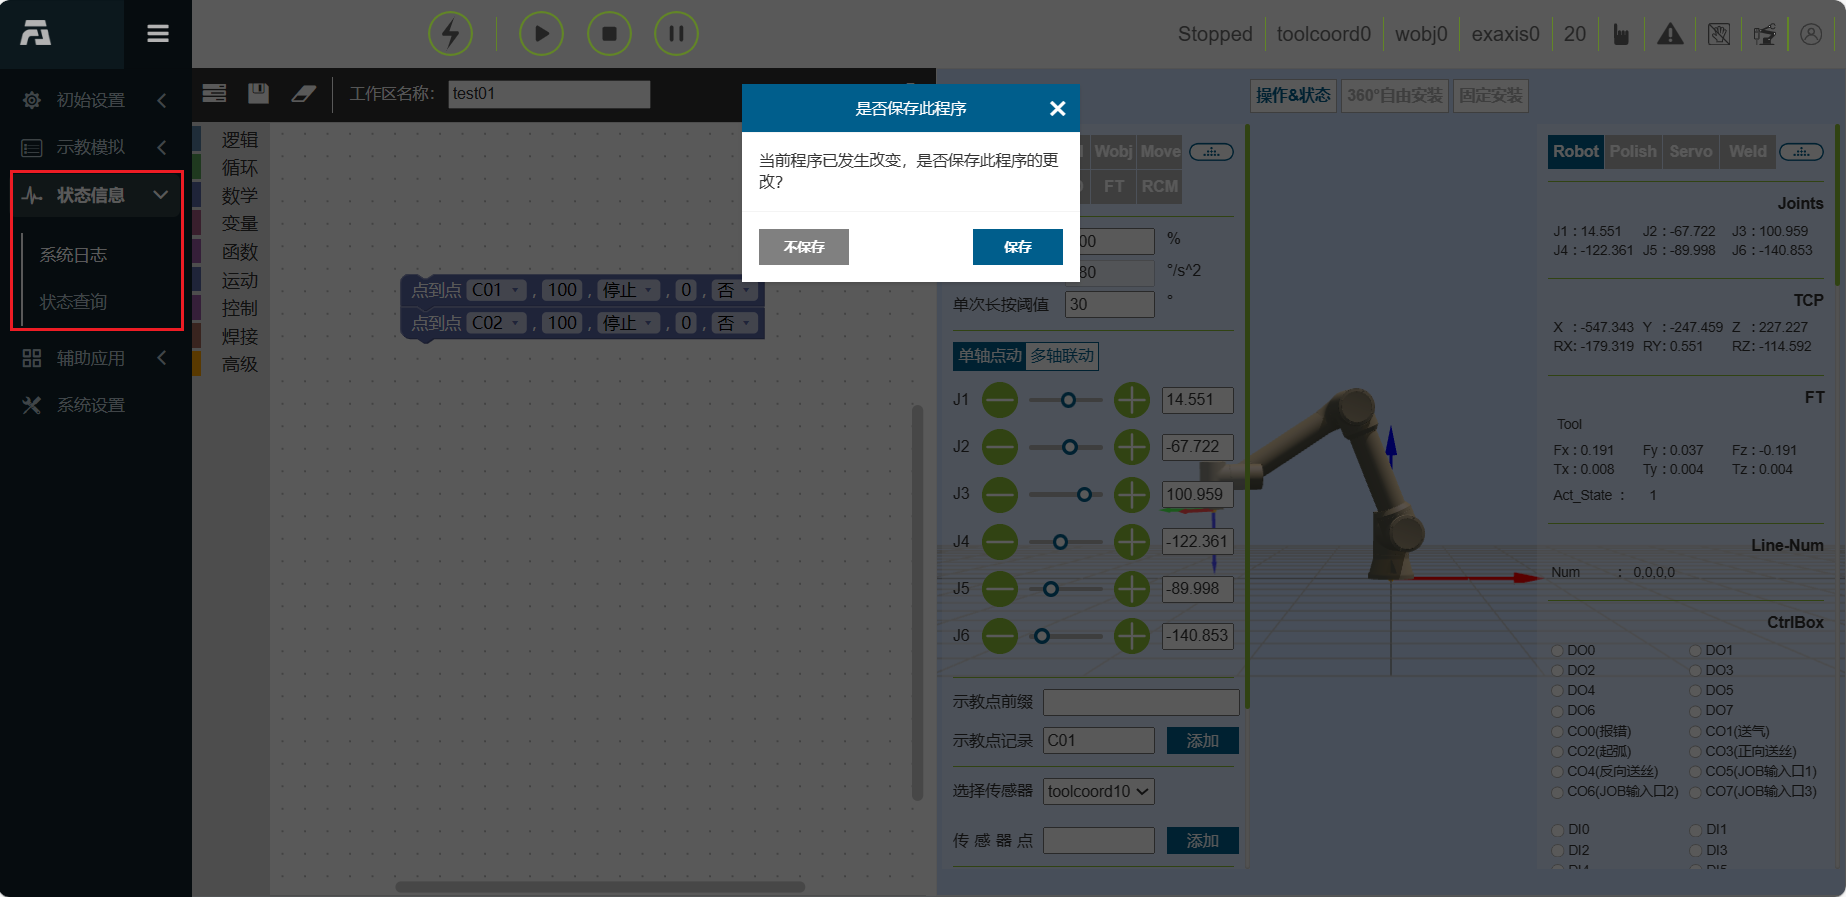 Stopped
toolcoord0
wobj0
exaxis0
20
初始设置
示教模拟
状态信息
系统日志
状态查询
辅助应用
系统设置
工作区名称:
test01
逻辑
循环
数学
变量
函数
运动
控制
焊接
高级
点到点 C01 , 100 , 停止 , 0 , 否
点到点 C02 , 100 , 停止 , 0 , 否
是否保存此程序
当前程序已发生改变，是否保存此程序的更
改?
不保存
保存
操作&状态
360°自由安装
固定安装
Wobj Move
FT RCM
00 %
80 °/s^2
单次长按阈值 30 °
单轴点动 多轴联动
J1 14.551
J2 -67.722
J3 100.959
J4 -122.361
J5 -89.998
J6 -140.853
示教点前缀
示教点记录 C01 添加
选择传感器 toolcoord10
传感器点 添加
Robot Polish Servo Weld
Joints
J1 : 14.551 J2 : -67.722 J3 : 100.959
J4 : -122.361 J5 : -89.998 J6 : -140.853
TCP
X : -547.343 Y : -247.459 Z : 227.227
RX: -179.319 RY: 0.551 RZ: -114.592
FT
Tool
Fx : 0.191 Fy : 0.037 Fz : -0.191
Tx : 0.008 Ty : 0.004 Tz : 0.004
Act_State : 1
Line-Num
Num : 0,0,0,0
CtrlBox
DO0 DO1
DO2 DO3
DO4 DO5
DO6 DO7
CO0(报错) CO1(送气)
CO2(起弧) CO3(正向送丝)
CO4(反向送丝) CO5(JOB输入口1)
CO6(JOB输入口2) CO7(JOB输入口3)
DI0 DI1
DI2 DI3